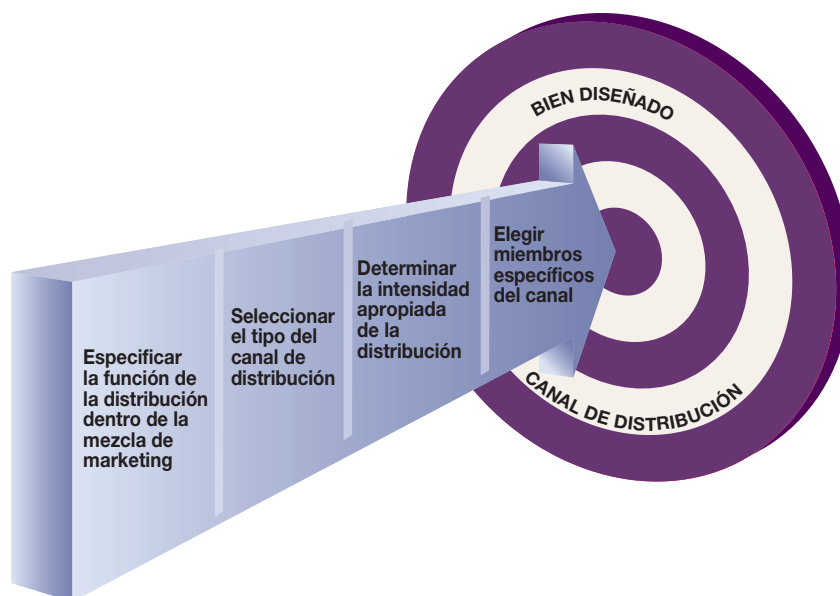 Especificar
la función de
la distribución
dentro de la
mezcla de
marketing
Seleccionar
el tipo del
canal de
distribución
Determinar
la intensidad
apropiada
de la
distribución
Elegir
miembros
específicos
del canal
BIEN DISEÑADO
CANAL DE DISTRIBUCIÓN